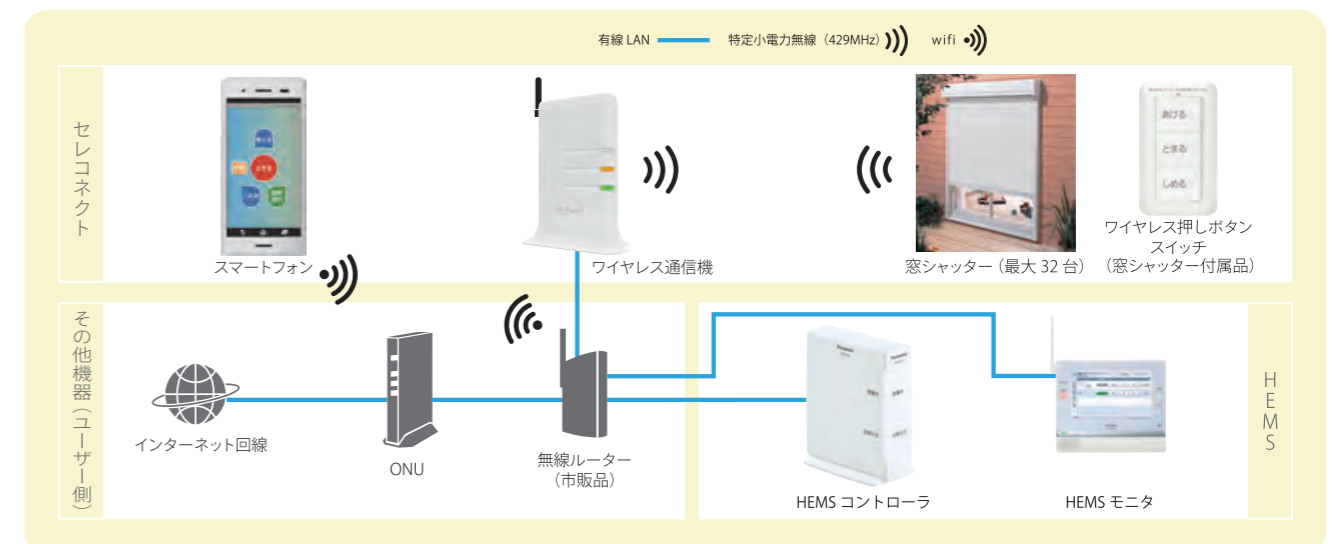 有線 LAN
特定小電力無線（429MHz）
wifi
セレコネクト
スマートフォン
ワイヤレス通信機
窓シャッター（最大 32 台）
あける
とまる
しめる
ワイヤレス押しボタン
スイッチ
（窓シャッター付属品）
その他機器（ユーザー側）
インターネット回線
ONU
無線ルーター
（市販品）
HEMS コントローラ
HEMS モニタ
HEMS